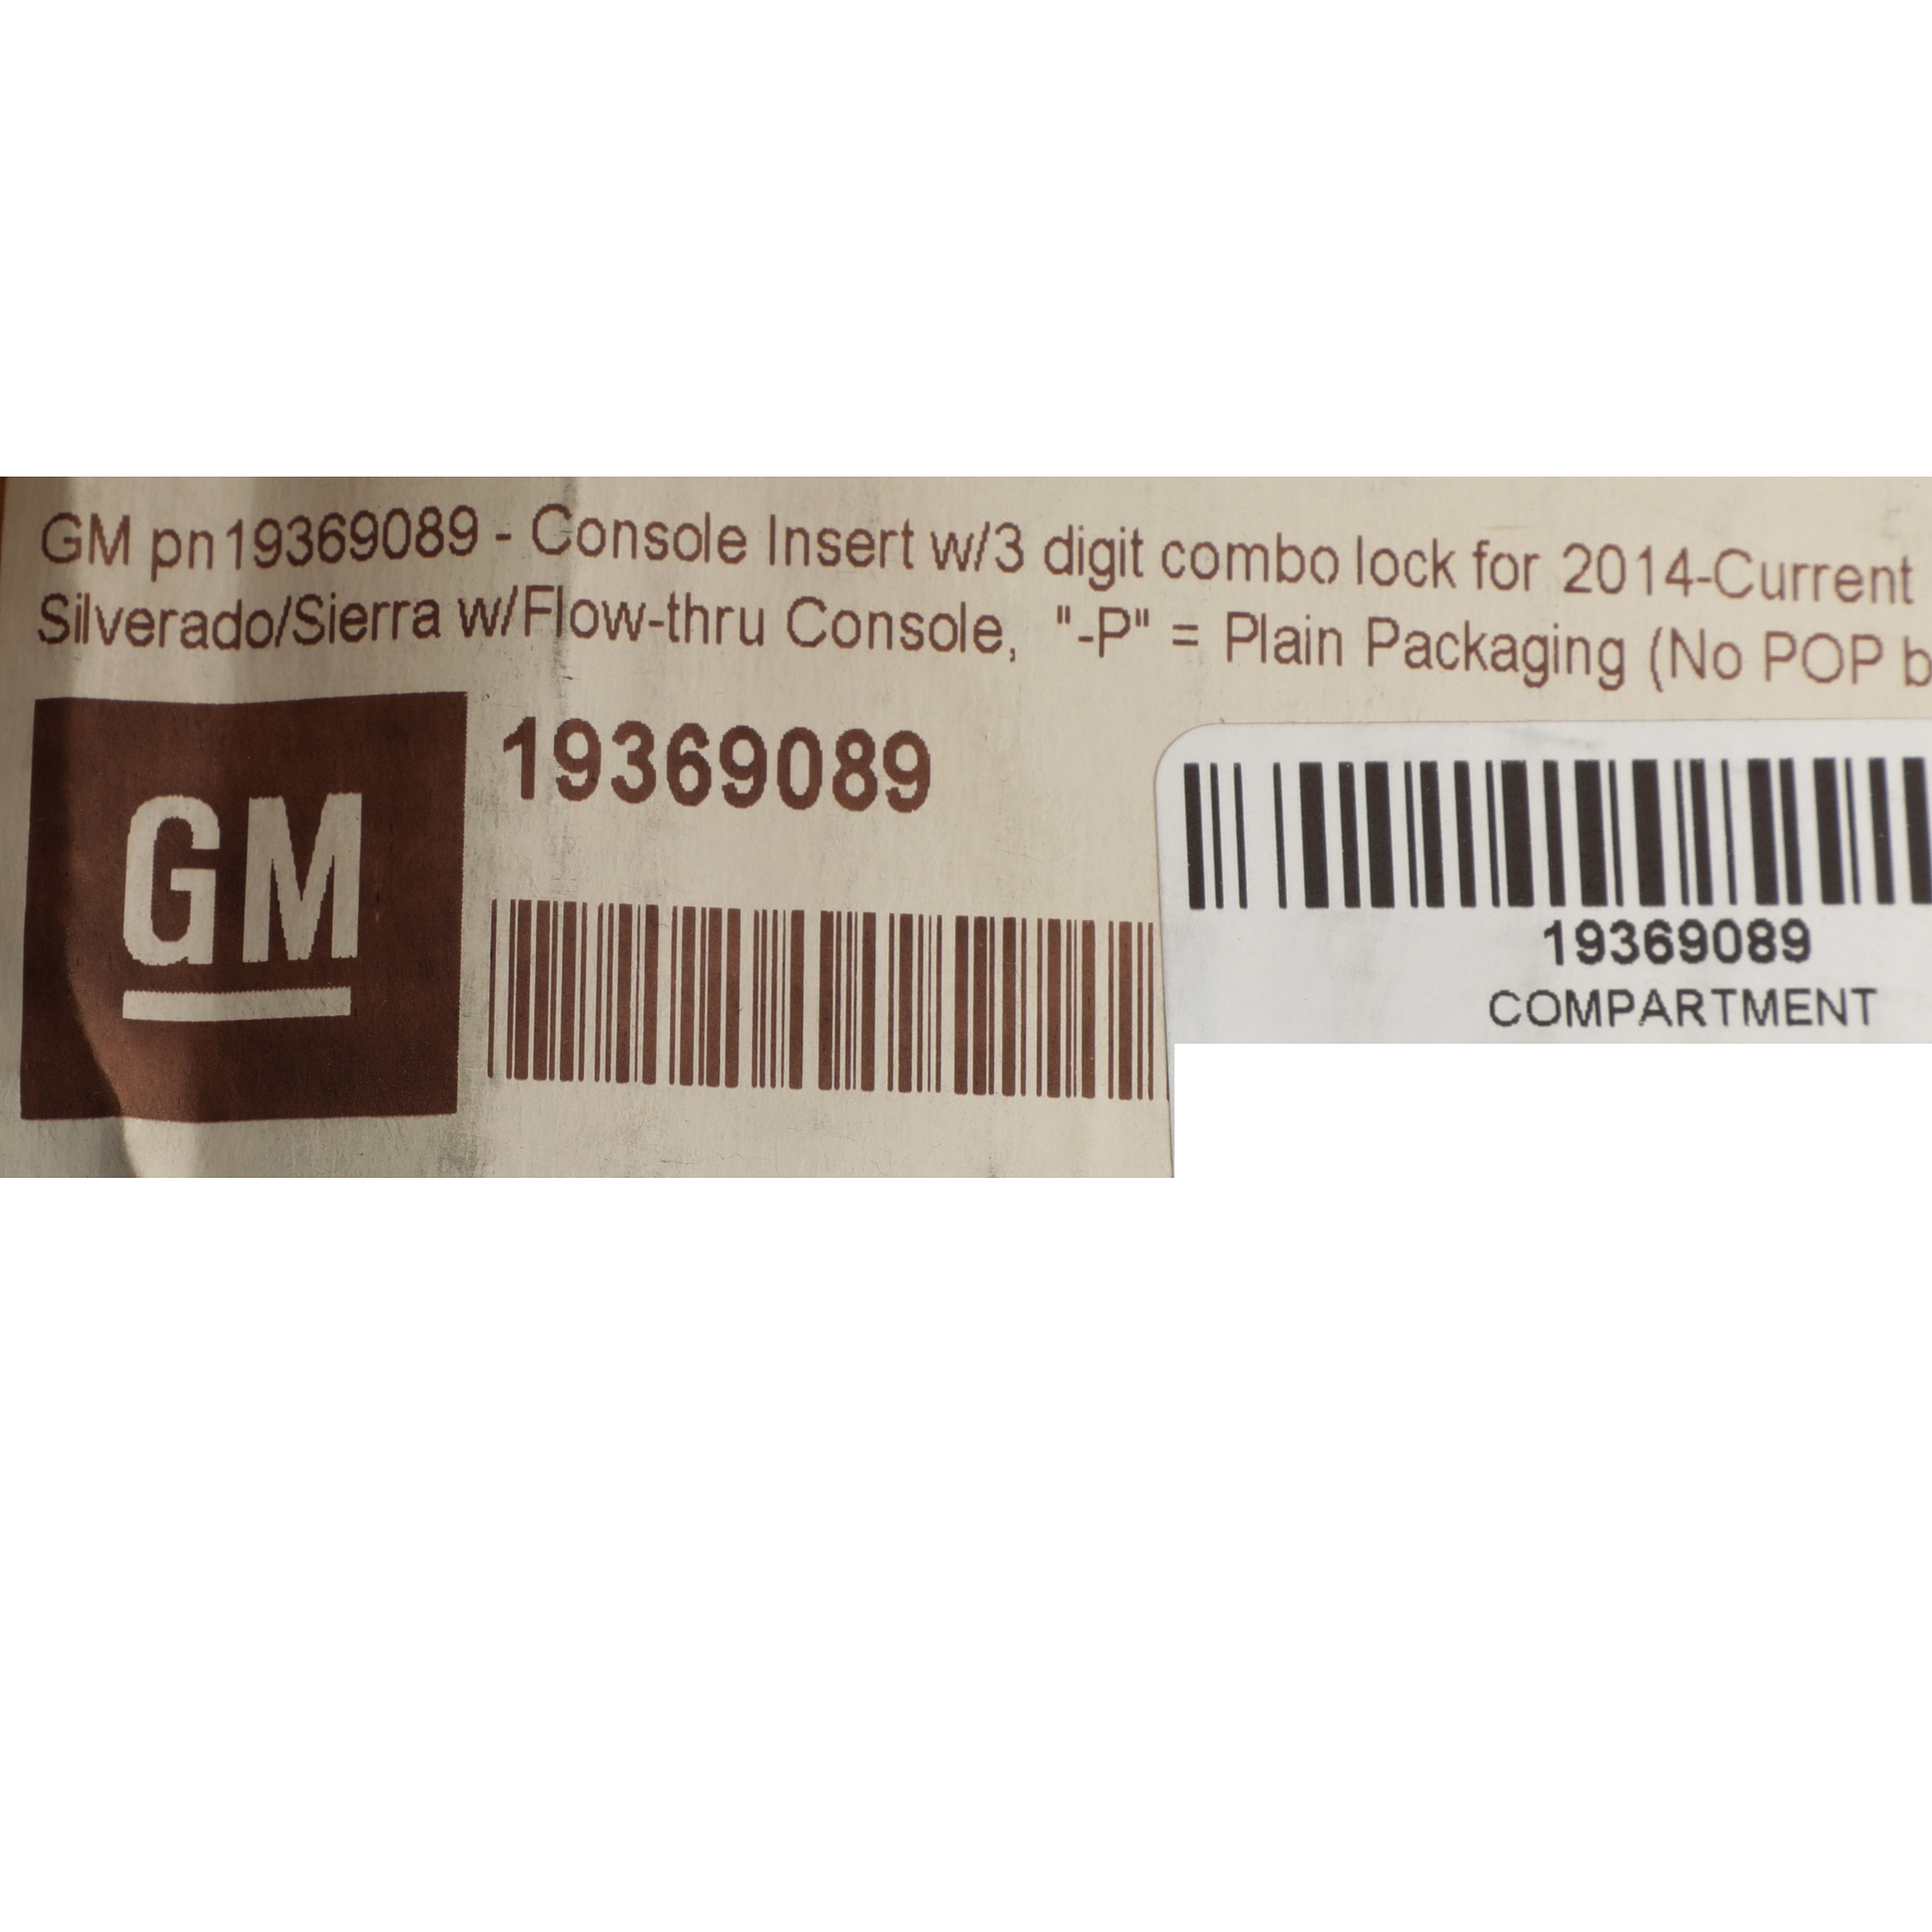 GM pn19369089 - Console Insert w/3 digit combo lock for 2014-Current
Silverado/Sierra w/Flow-thru Console, "-P" = Plain Packaging (No POP b
19369089
GM
19369089
COMPARTMENT